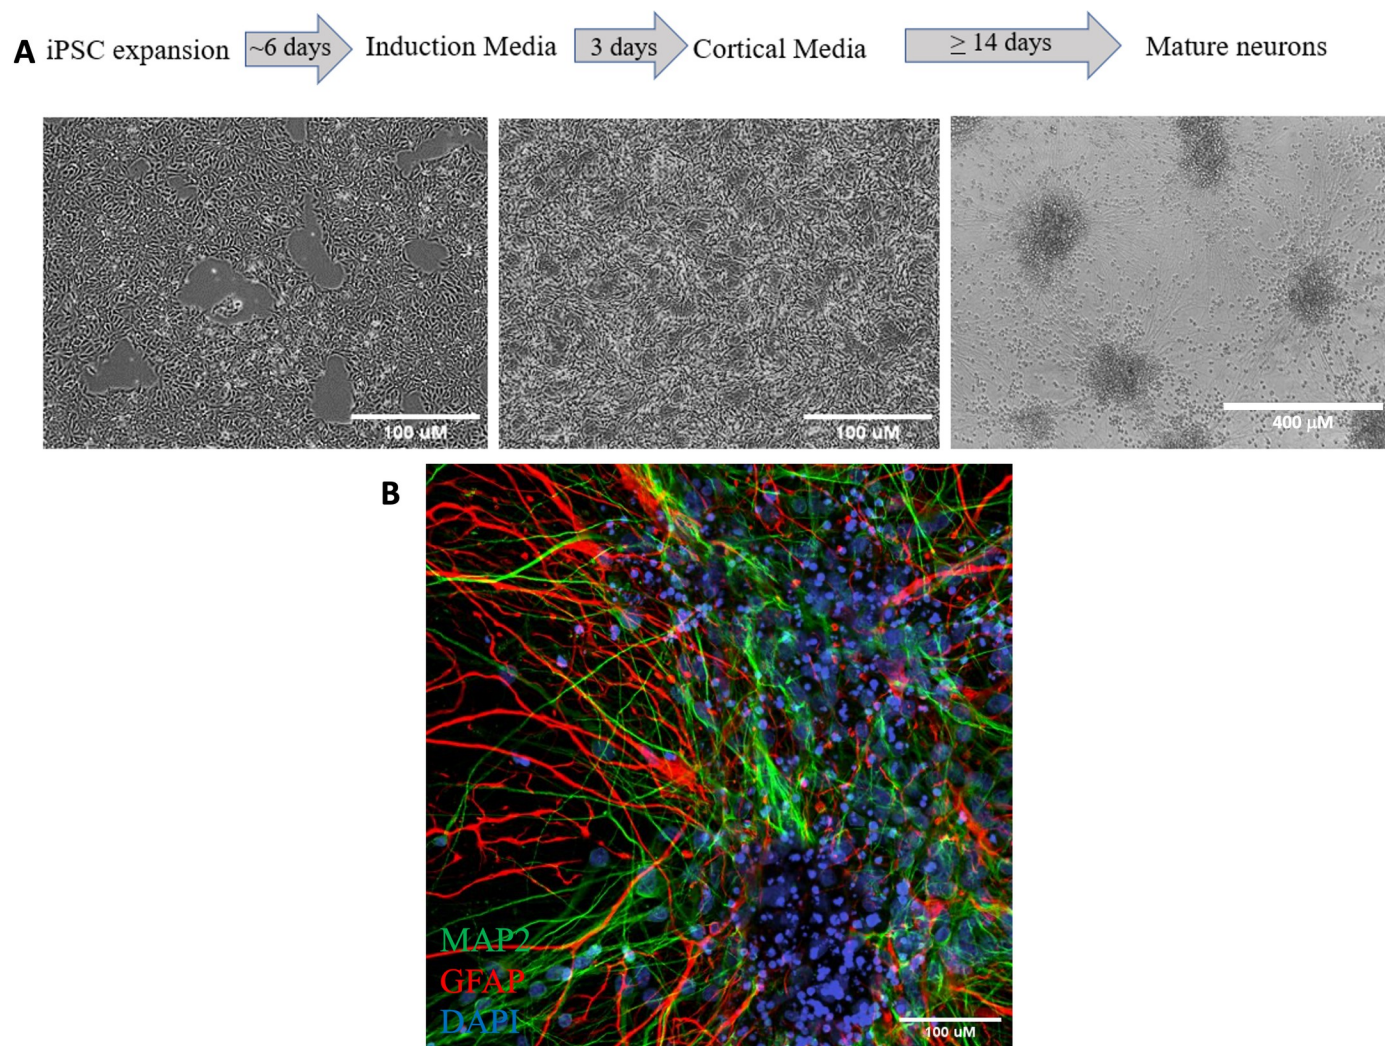 A iPSC expansion ~6 days Induction Media 3 days Cortical Media ≥ 14 days Mature neurons
100 uM
100 uM
400 µM
B
MAP2
GFAP
DAPI
100 uM